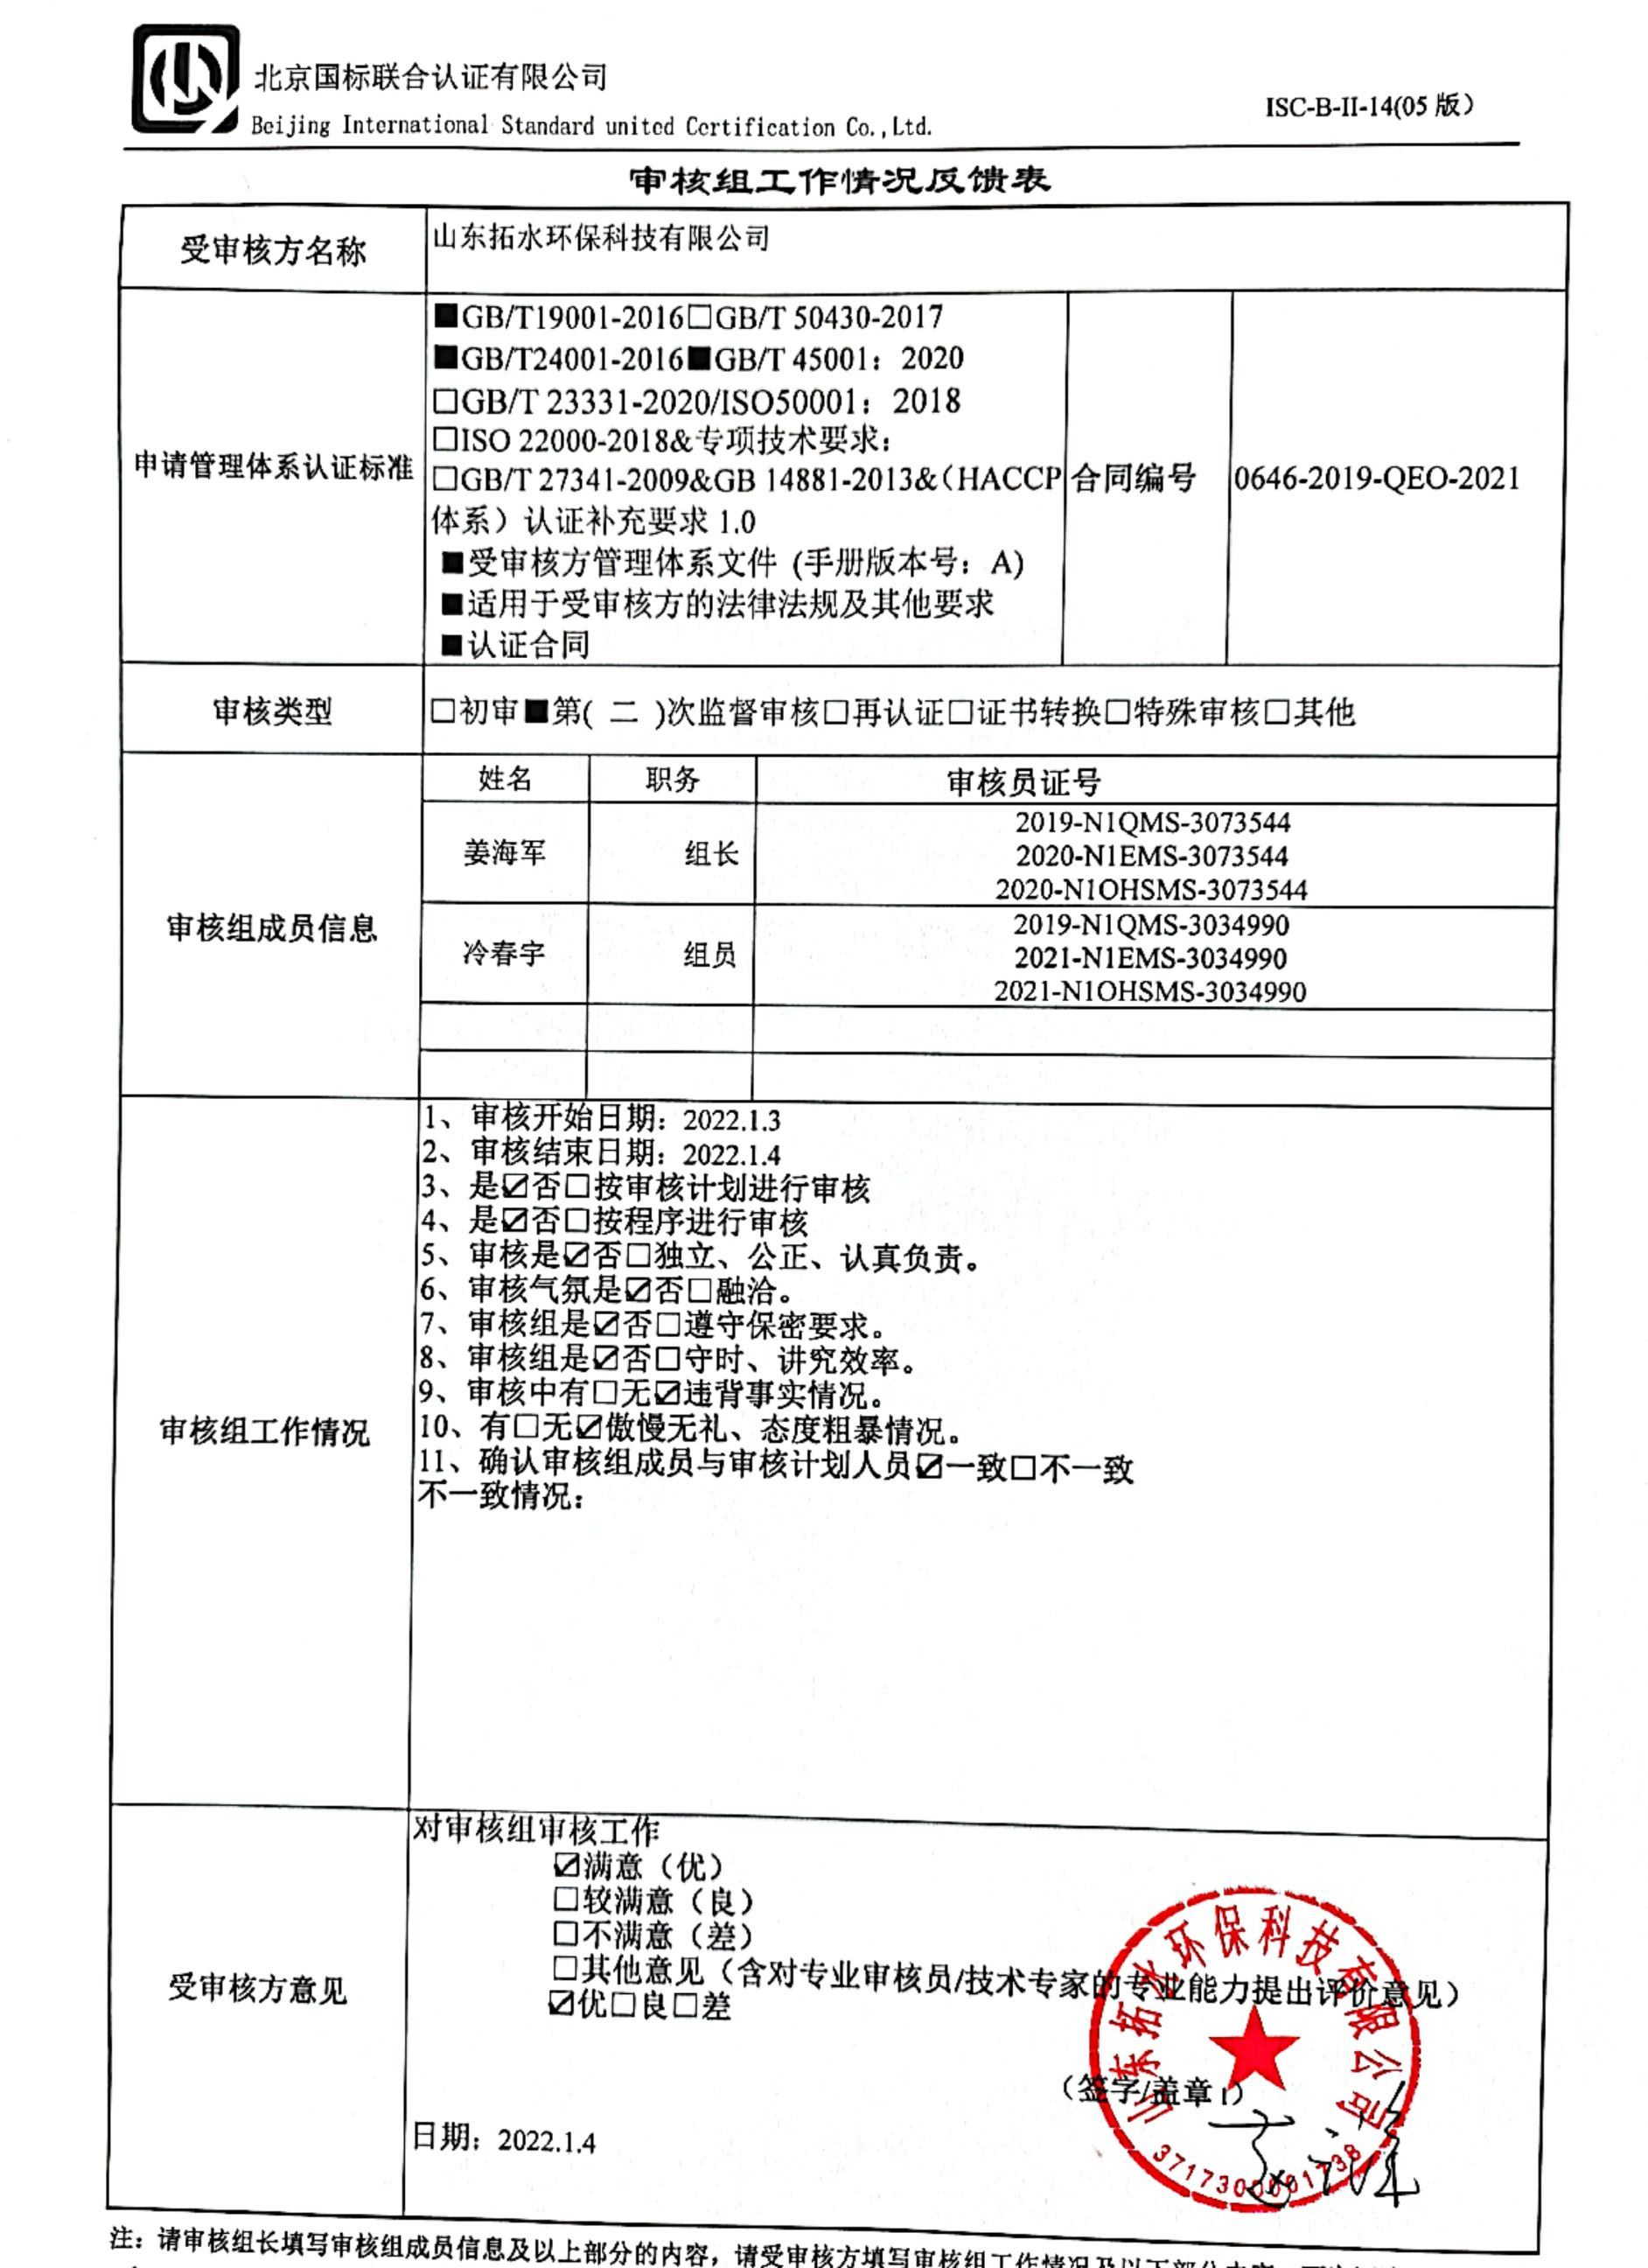 北京国标联合认证有限公司
Beijing International Standard united Certification Co.,Ltd.
ISC-B-II-14(05 版）
审核组工作情况反馈表
受审核方名称
山东拓水环保科技有限公司
申请管理体系认证标准
■GB/T19001-2016□GB/T 50430-2017
■GB/T24001-2016■GB/T 45001：2020
□GB/T 23331-2020/ISO50001：2018
□ISO 22000-2018&专项技术要求：
□GB/T 27341-2009&GB 14881-2013&（HACCP
体系）认证补充要求 1.0
■受审核方管理体系文件 (手册版本号：A)
■适用于受审核方的法律法规及其他要求
■认证合同
合同编号
0646-2019-QEO-2021
审核类型
□初审■第( 二 )次监督审核□再认证□证书转换□特殊审核□其他
审核组成员信息
姓名 职务 审核员证号
姜海军 组长
2019-N1QMS-3073544
2020-N1EMS-3073544
2020-N1OHSMS-3073544
冷春宇 组员
2019-N1QMS-3034990
2021-N1EMS-3034990
2021-N1OHSMS-3034990
审核组工作情况
1、审核开始日期：2022.1.3
2、审核结束日期：2022.1.4
3、是☑否□按审核计划进行审核
4、是☑否□按程序进行审核
5、审核是☑否□独立、公正、认真负责。
6、审核气氛是☑否□融洽。
7、审核组是☑否□遵守保密要求。
8、审核组是☑否□守时、讲究效率。
9、审核中有□无☑违背事实情况。
10、有□无☑傲慢无礼、态度粗暴情况。
11、确认审核组成员与审核计划人员☑一致□不一致
不一致情况：
受审核方意见
对审核组审核工作
☑满意（优）
□较满意（良）
□不满意（差）
□其他意见（含对专业审核员/技术专家的专业能力提出评价意见）
☑优□良□差
（签字/盖章）
山东拓水环保科技有限公司
日期：2022.1.4
注：请审核组长填写审核组成员信息及以上部分的内容，请受审核方填写审核组工作情况及以下部分